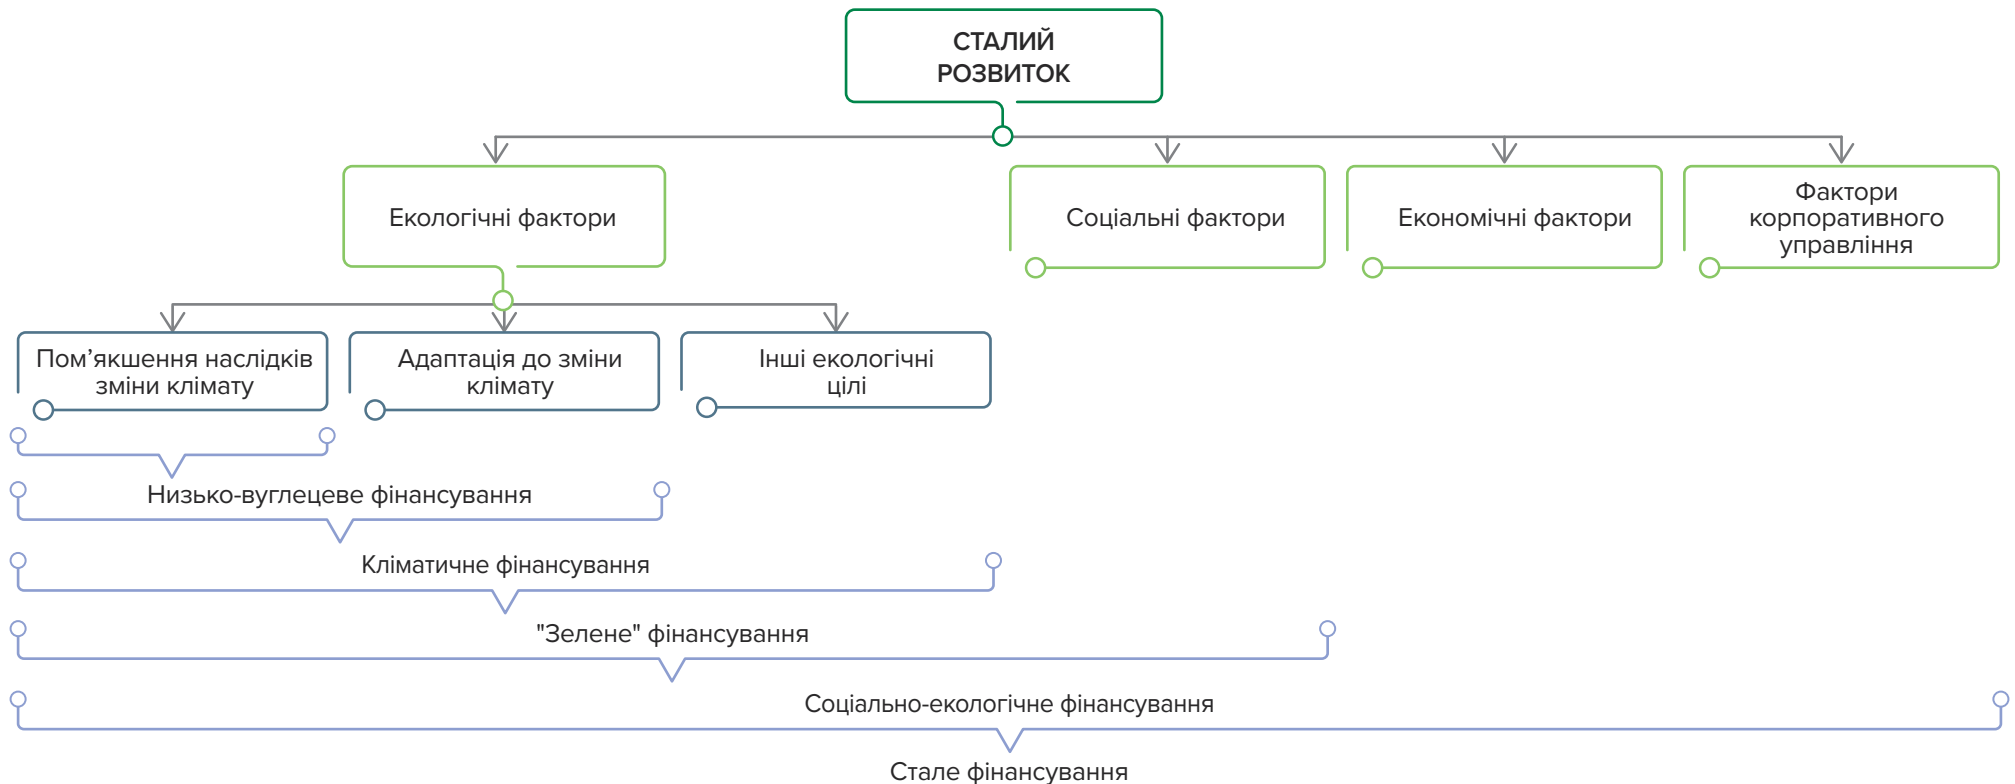 СТАЛИЙ
РОЗВИТОК
Екологічні фактори
Соціальні фактори
Економічні фактори
Фактори
корпоративного
управління
Пом’якшення наслідків
зміни клімату
Адаптація до зміни
клімату
Інші екологічні
цілі
Низько-вуглецеве фінансування
Кліматичне фінансування
"Зелене" фінансування
Соціально-екологічне фінансування
Стале фінансування